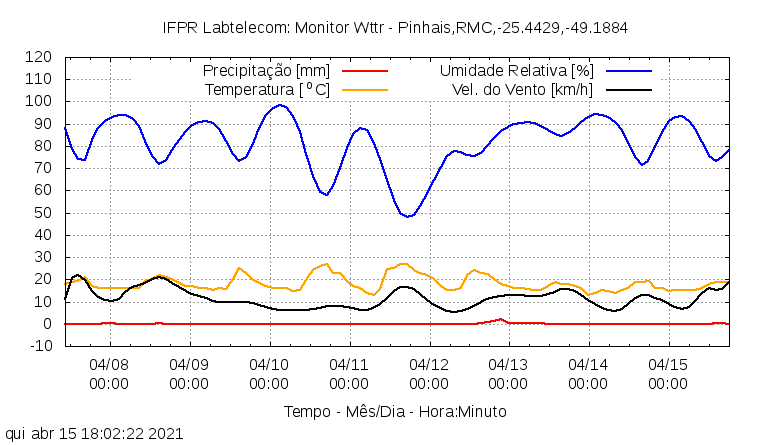 IFPR Labtelecom: Monitor Wttr - Pinhais,RMC,-25.4429,-49.1884
120
110
100
90
80
70
60
50
40
30
20
10
0
-10
Precipitação [mm]
Temperatura [⁰C]
Umidade Relativa [%]
Vel. do Vento [km/h]
04/08 04/09 04/10 04/11 04/12 04/13 04/14 04/15
00:00 00:00 00:00 00:00 00:00 00:00 00:00 00:00
Tempo - Mês/Dia - Hora:Minuto
qui abr 15 18:02:22 2021